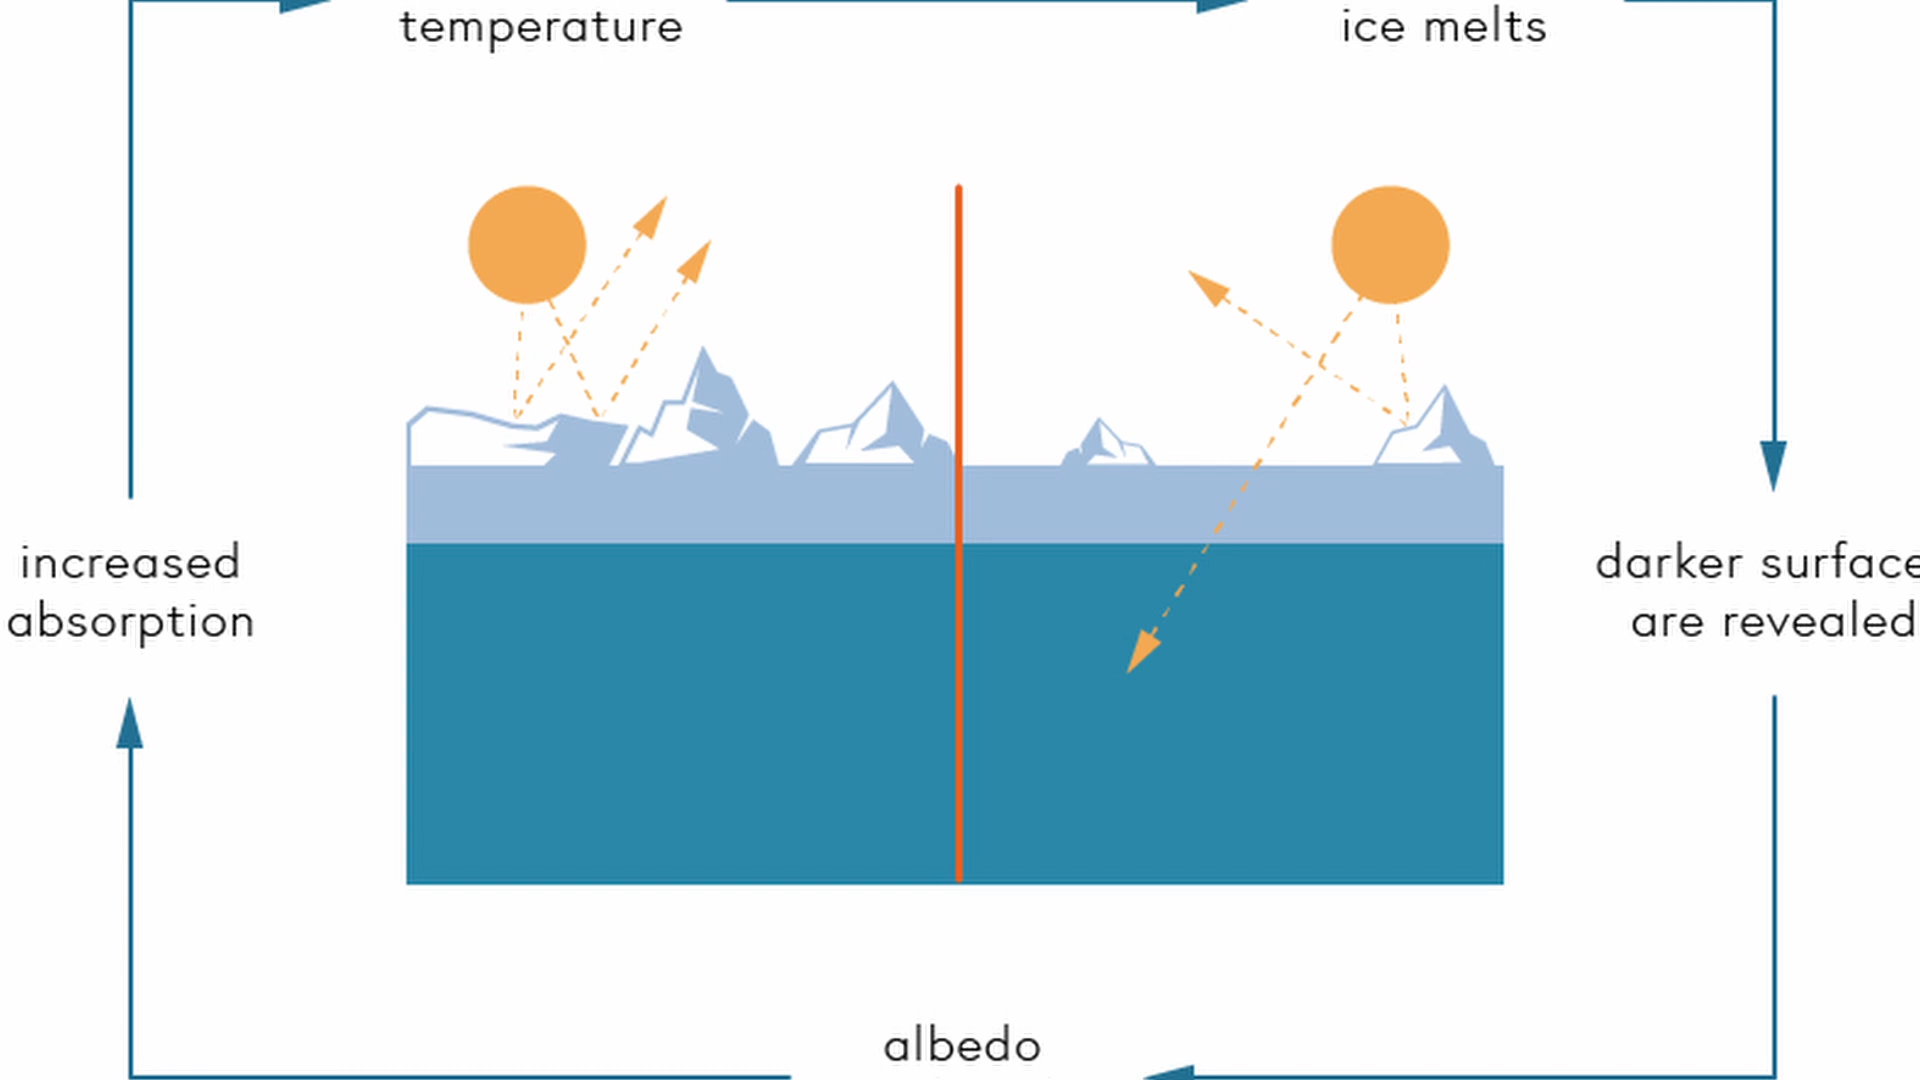 temperature
ice melts
increased
absorption
darker surface
are revealed
albedo